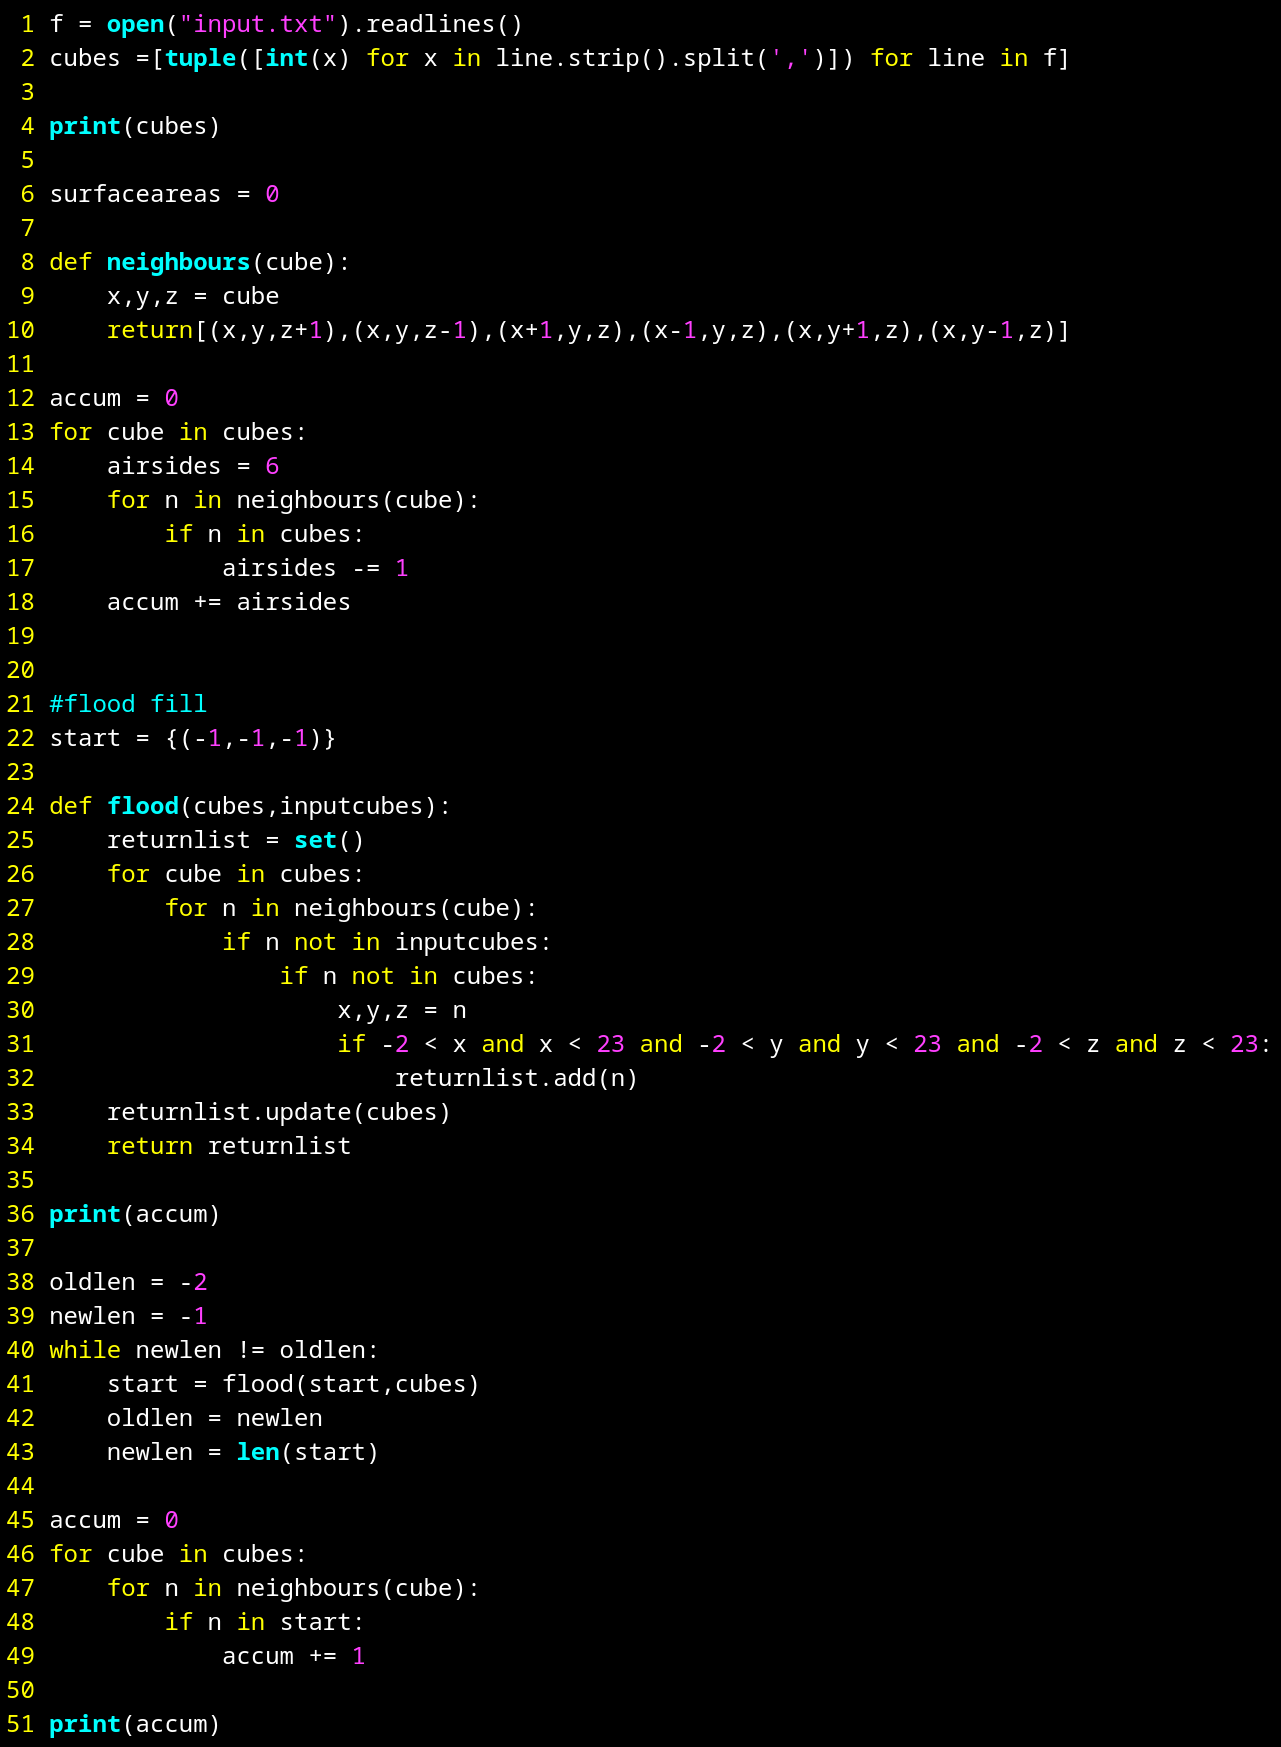 1 f = open("input.txt").readlines()
2 cubes =[tuple([int(x) for x in line.strip().split(',')]) for line in f]
3
4 print(cubes)
5
6 surfaceareas = 0
7
8 def neighbours(cube):
9     x,y,z = cube
10     return[(x,y,z+1),(x,y,z-1),(x+1,y,z),(x-1,y,z),(x,y+1,z),(x,y-1,z)]
11
12 accum = 0
13 for cube in cubes:
14     airsides = 6
15     for n in neighbours(cube):
16         if n in cubes:
17             airsides -= 1
18     accum += airsides
19
20
21 #flood fill
22 start = {(-1,-1,-1)}
23
24 def flood(cubes,inputcubes):
25     returnlist = set()
26     for cube in cubes:
27         for n in neighbours(cube):
28             if n not in inputcubes:
29                 if n not in cubes:
30                     x,y,z = n
31                     if -2 < x and x < 23 and -2 < y and y < 23 and -2 < z and z < 23:
32                         returnlist.add(n)
33     returnlist.update(cubes)
34     return returnlist
35
36 print(accum)
37
38 oldlen = -2
39 newlen = -1
40 while newlen != oldlen:
41     start = flood(start,cubes)
42     oldlen = newlen
43     newlen = len(start)
44
45 accum = 0
46 for cube in cubes:
47     for n in neighbours(cube):
48         if n in start:
49             accum += 1
50
51 print(accum)